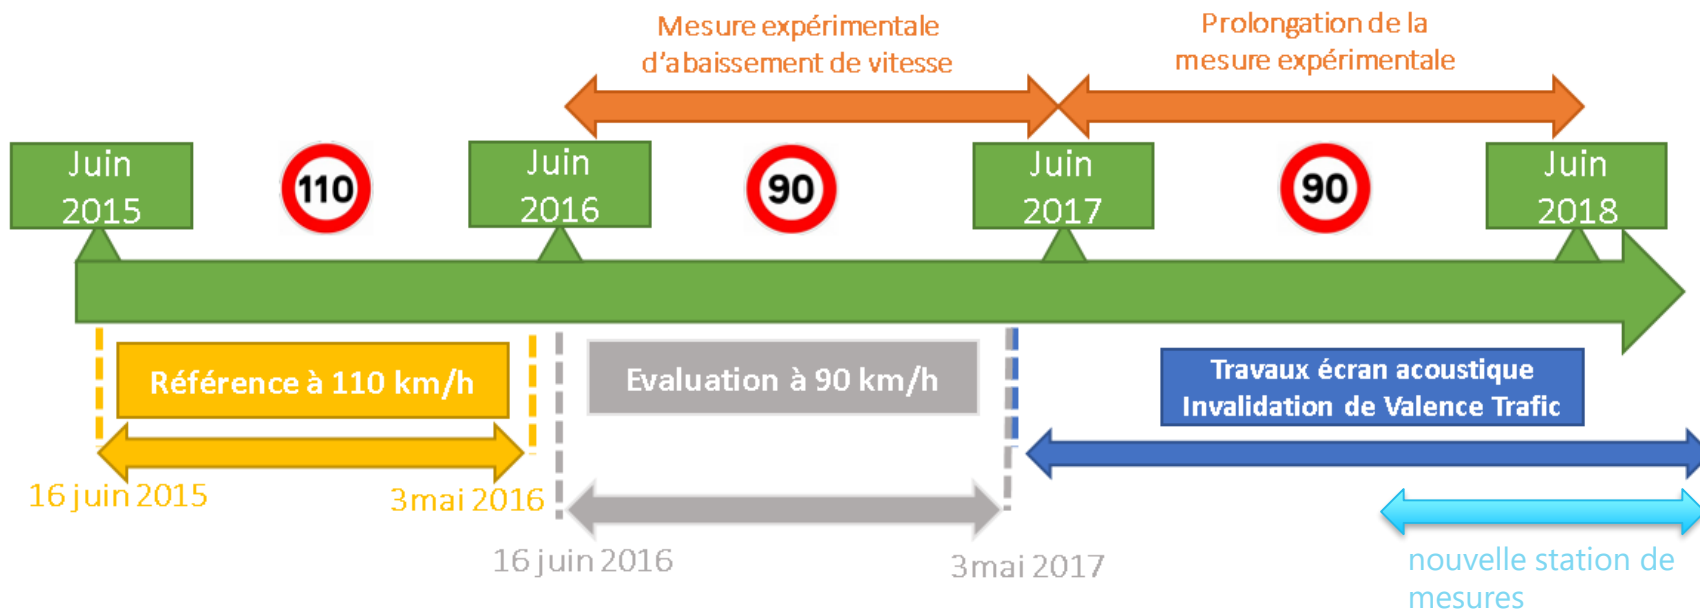 Mesure expérimentale
d'abaissement de vitesse
Prolongation de la
mesure expérimentale
Juin
2015
110
Juin
2016
90
Juin
2017
90
Juin
2018
Référence à 110 km/h
Evaluation à 90 km/h
Travaux écran acoustique
Invalidation de Valence Trafic
16 juin 2015
3 mai 2016
16 juin 2016
3 mai 2017
nouvelle station de
mesures